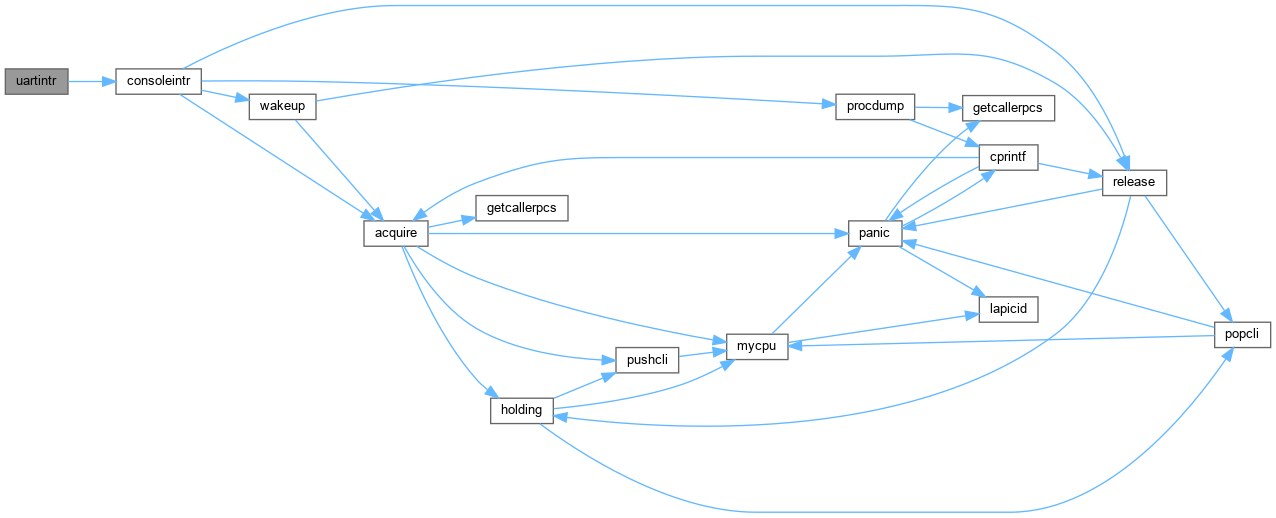 uartintr
consoleintr
wakeup
procdump
getcallerpcs
cprintf
release
getcallerpcs
acquire
panic
lapicid
mycpu
popcli
pushcli
holding